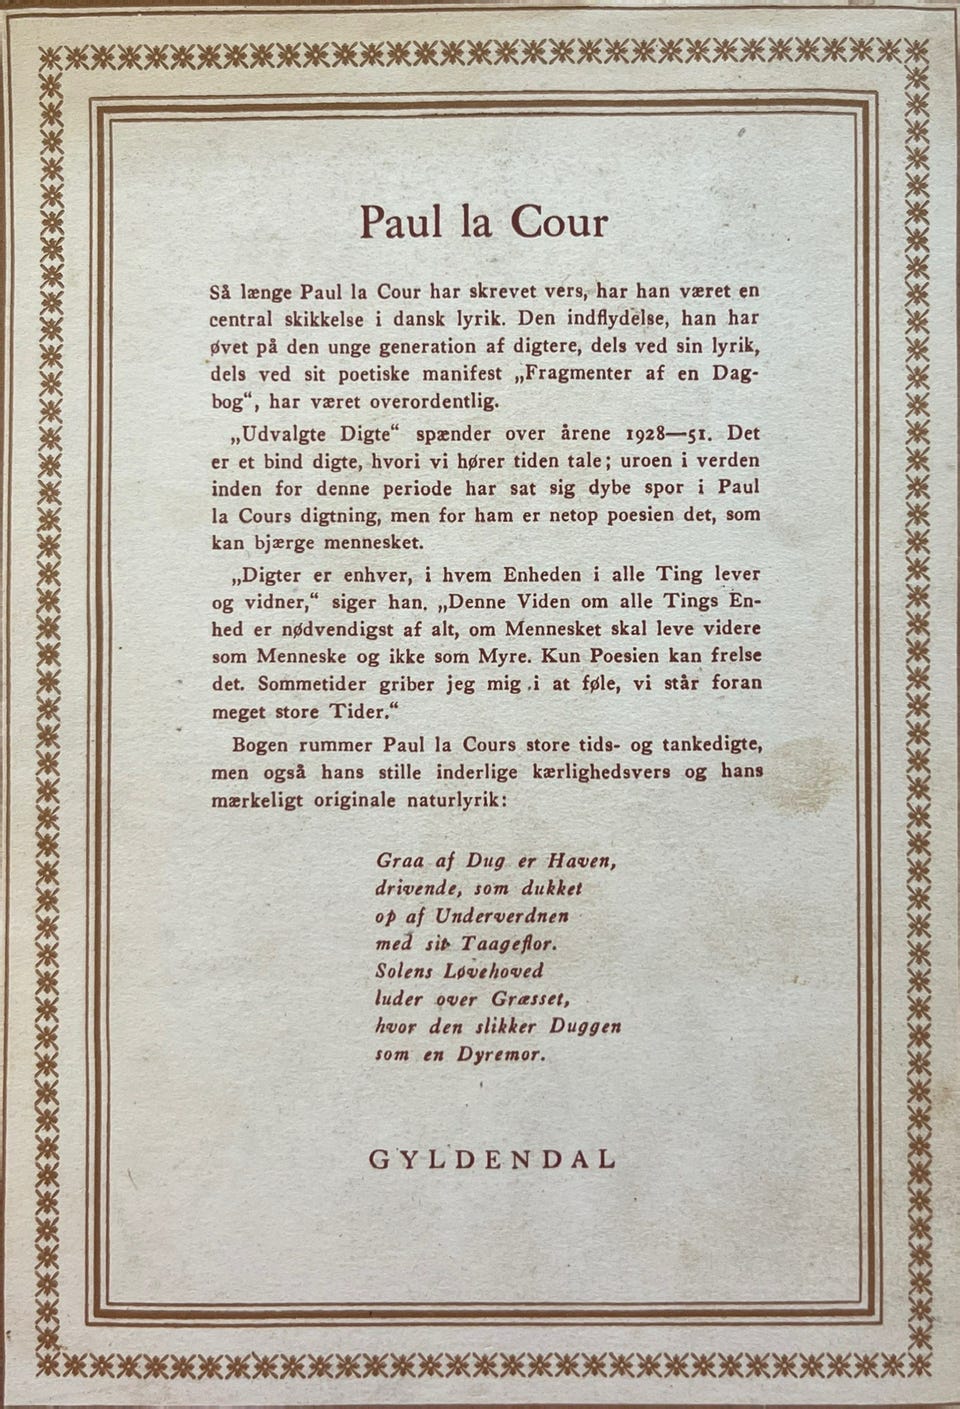 Paul la Cour
Så længe Paul la Cour har skrevet vers, har han været en
central skikkelse i dansk lyrik. Den indflydelse, han har
øvet på den unge generation af digtere, dels ved sin lyrik,
dels ved sit poetiske manifest „Fragmenter af en Dag-
bog“, har været overordentlig.
„Udvalgte Digte“ spænder over årene 1928—51. Det
er et bind digte, hvori vi hører tiden tale; uroen i verden
inden for denne periode har sat sig dybe spor i Paul
la Cours digtning, men for ham er netop poesien det, som
kan bjærge mennesket.
„Digter er enhver, i hvem Enheden i alle Ting lever
og vidner,“ siger han. „Denne Viden om alle Tings En-
hed er nødvendigst af alt, om Mennesket skal leve videre
som Menneske og ikke som Myre. Kun Poesien kan frelse
det. Sommetider griber jeg mig i at føle, vi står foran
meget store Tider.“
Bogen rummer Paul la Cours store tids- og tankedigte,
men også hans stille inderlige kærlighedsvers og hans
mærkeligt originale naturlyrik:
Graa af Dug er Haven,
drivende, som dukket
op af Underverdnen
med sit Taageflor.
Solens Løvehoved
luder over Græsset,
hvor den slikker Duggen
som en Dyremor.
GYLDENDAL